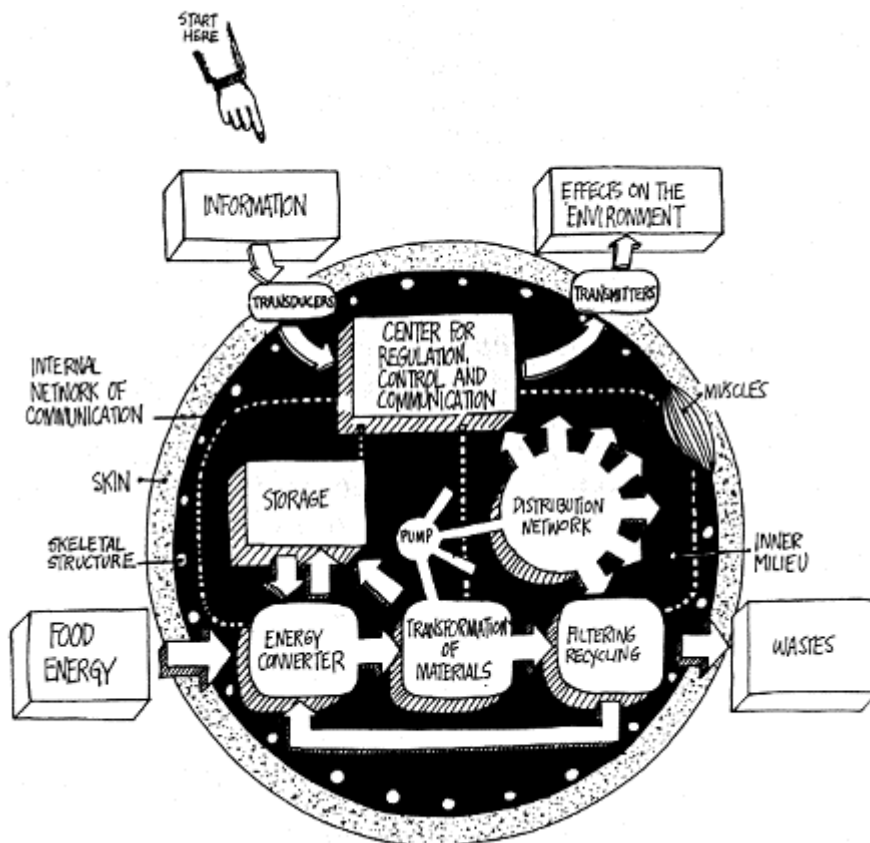 START
HERE
INFORMATION
EFFECTS ON THE
ENVIRONMENT
TRANSDUCERS
TRANSMITTERS
CENTER FOR
REGULATION,
CONTROL AND
COMMUNICATION
INTERNAL
NETWORK OF
COMMUNICATION
MUSCLES
SKIN
STORAGE
DISTRIBUTION
NETWORK
PUMP
SKELETAL
STRUCTURE
INNER
MILIEU
FOOD
ENERGY
ENERGY
CONVERTER
TRANSFORMATION
OF
MATERIALS
FILTERING
RECYCLING
WASTES